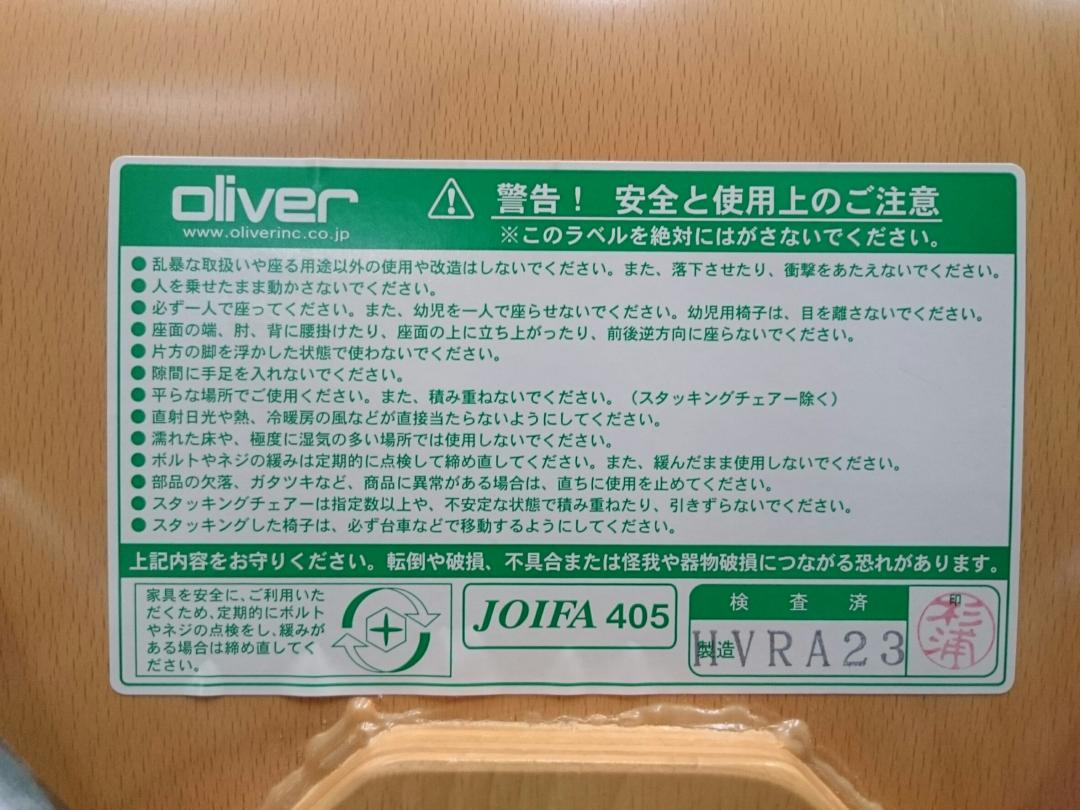 oliver
www.oliverinc.co.jp
警告！ 安全と使用上のご注意
※このラベルを絶対にはがさないでください。
●乱暴な取扱いや座る用途以外の使用や改造はしないでください。また、落下させたり、衝撃をあたえないでください。
●人を乗せたまま動かさないでください。
●必ず一人で座ってください。また、幼児を一人で座らせないでください。幼児用椅子は、目を離さないでください。
●座面の端、肘、背に腰掛けたり、座面の上に立ち上がったり、前後逆方向に座らないでください。
●片方の脚を浮かした状態で使わないでください。
●隙間に手足を入れないでください。
●平らな場所でご使用ください。また、積み重ねないでください。（スタッキングチェアー除く）
●直射日光や熱、冷暖房の風などが直接当たらないようにしてください。
●濡れた床や、極度に湿気の多い場所では使用しないでください。
●ボルトやネジの緩みは定期的に点検して締め直してください。また、緩んだまま使用しないでください。
●部品の欠落、ガタツキなど、商品に異常がある場合は、直ちに使用を止めてください。
●スタッキングチェアーは指定数以上や、不安定な状態で積み重ねたり、引きずらないでください。
●スタッキングした椅子は、必ず台車などで移動するようにしてください。
上記内容をお守りください。転倒や破損、不具合または怪我や器物破損につながる恐れがあります。
家具を安全に、ご利用いた
だくため、定期的にボルト
やネジの点検をし、緩みが
ある場合は締め直してく
ださい。
JOIFA 405
検査済
製造 HVRA23
印
杉浦